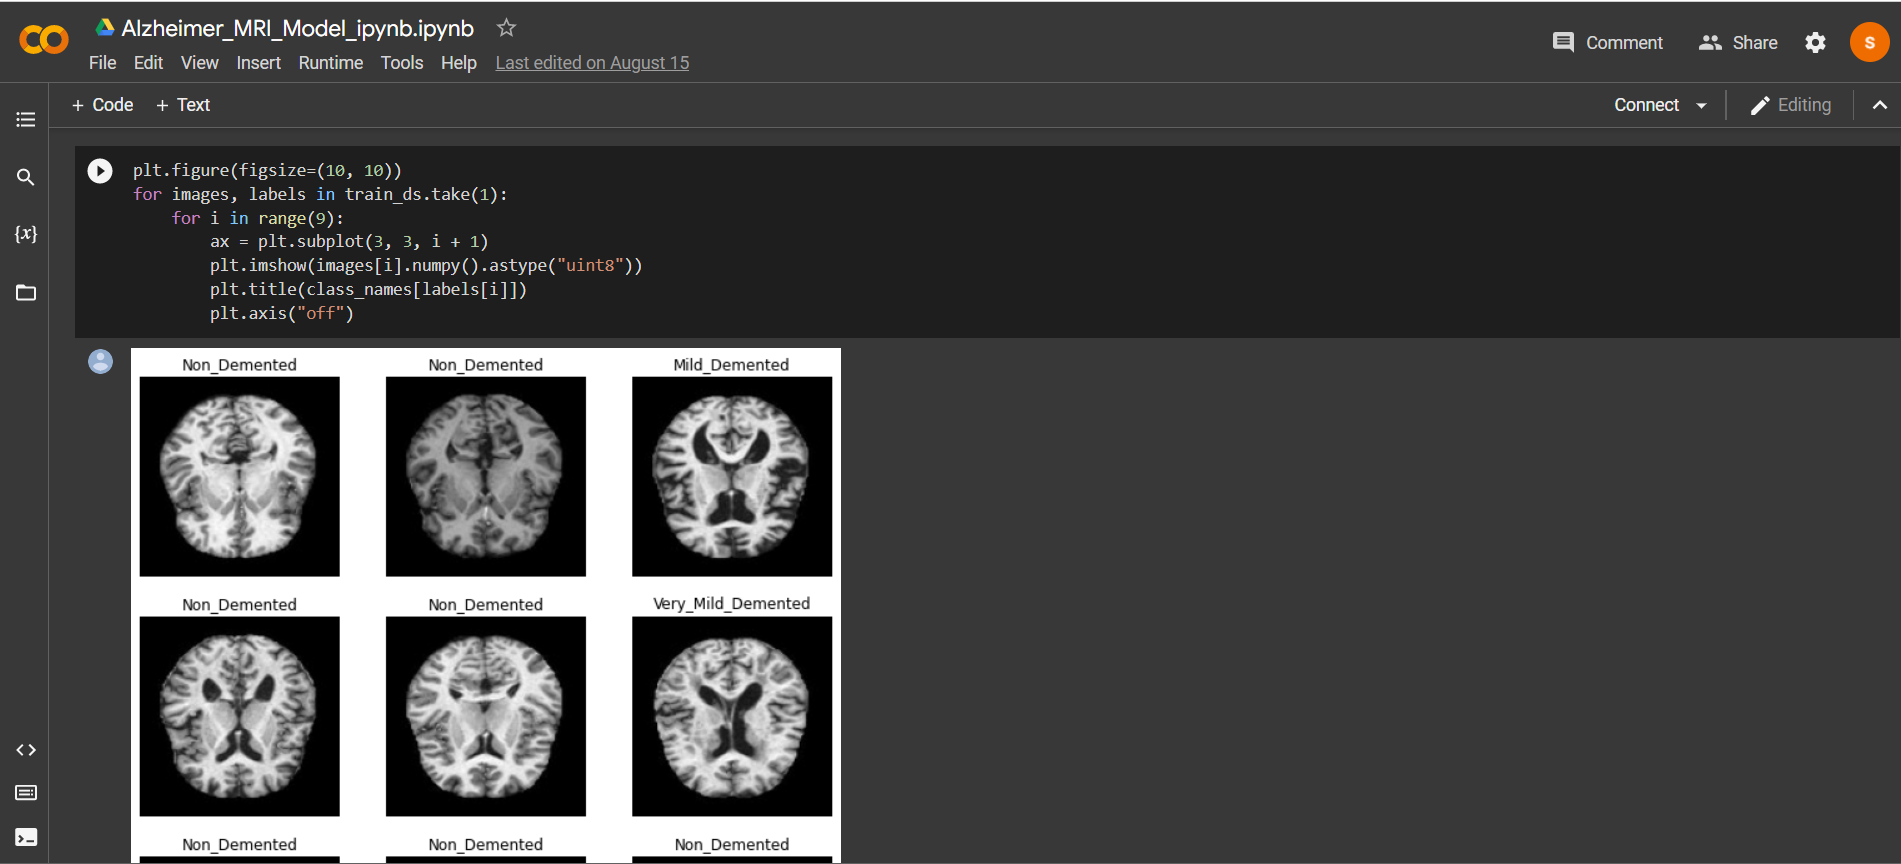 Alzheimer_MRI_Model_ipynb.ipynb
File Edit View Insert Runtime Tools Help Last edited on August 15
Comment Share S
+ Code + Text
Connect Editing
{x}
plt.figure(figsize=(10, 10))
for images, labels in train_ds.take(1):
    for i in range(9):
        ax = plt.subplot(3, 3, i + 1)
        plt.imshow(images[i].numpy().astype("uint8"))
        plt.title(class_names[labels[i]])
        plt.axis("off")
Non_Demented Non_Demented Mild_Demented
Non_Demented Non_Demented Very_Mild_Demented
Non_Demented Non_Demented Non_Demented